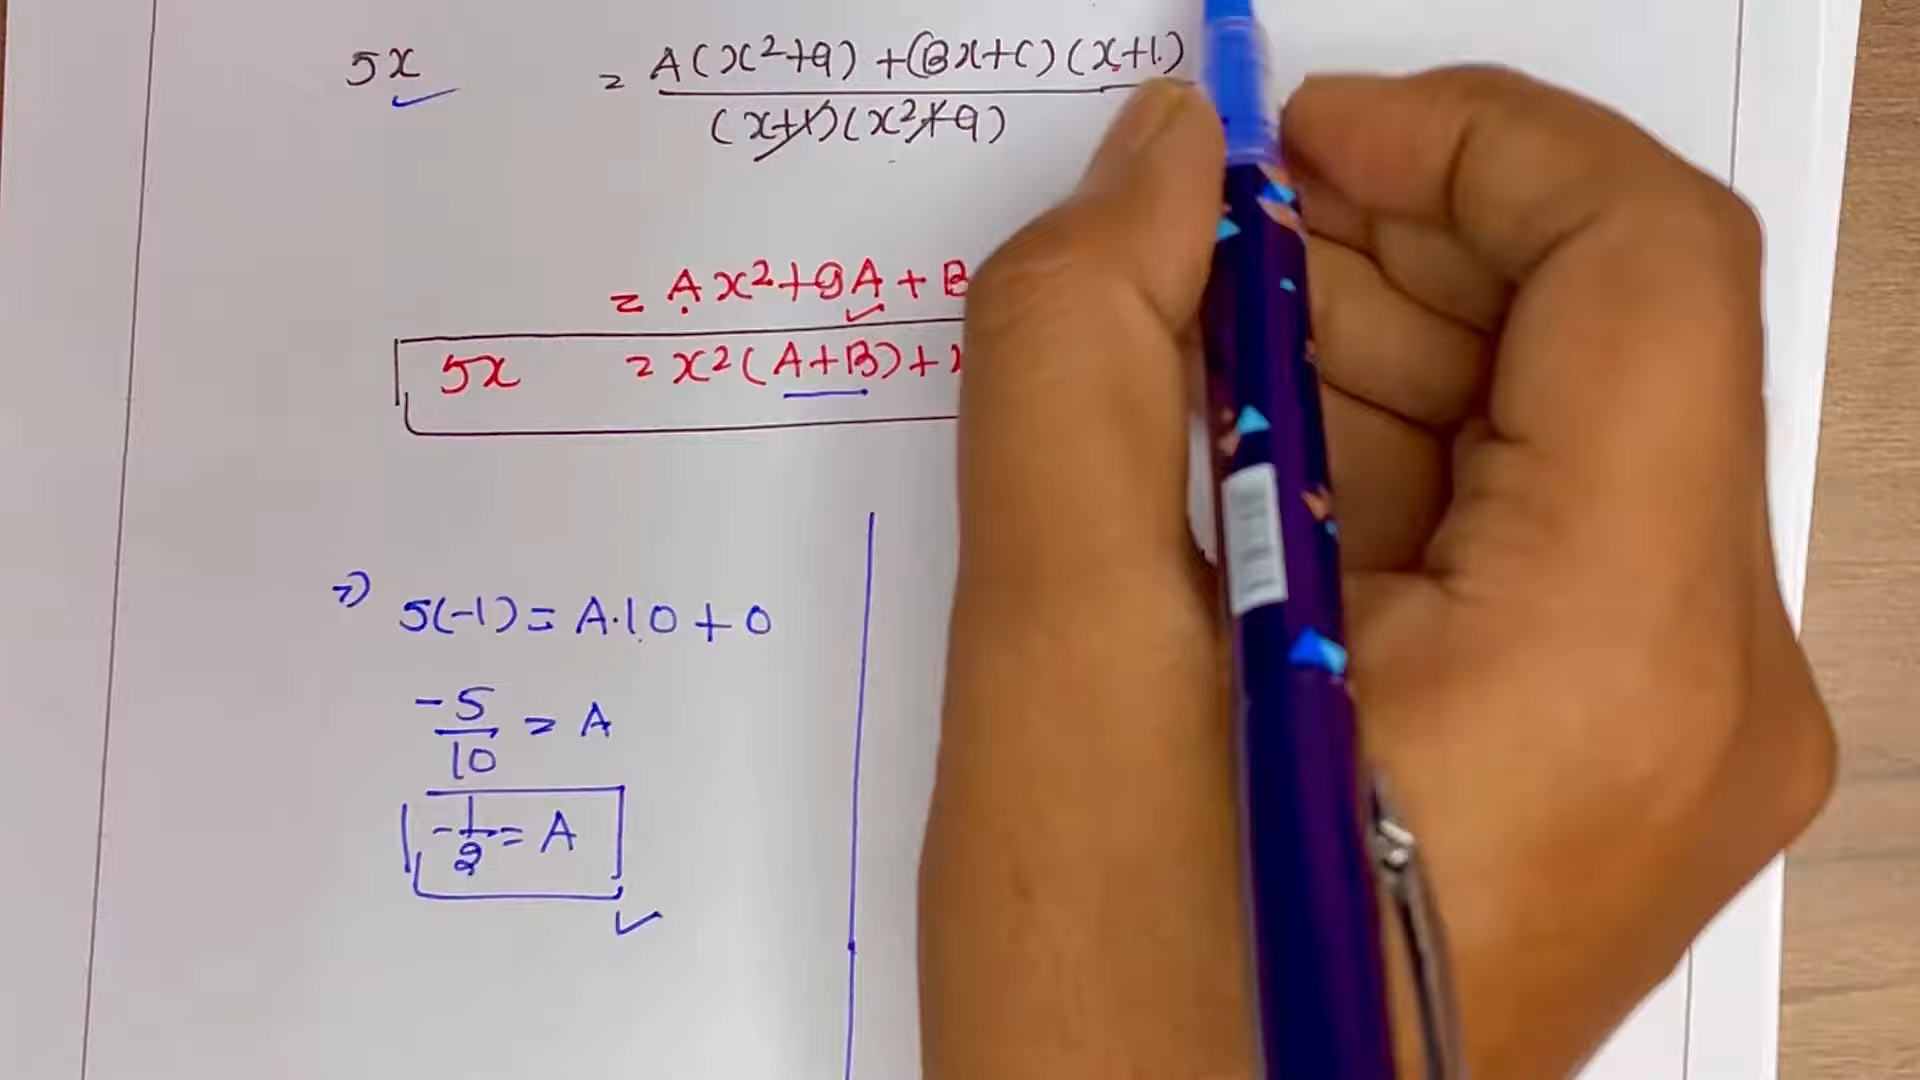 5x = A(x²+9) + (Bx+C)(x+1)
(x+1)(x²+9)
= Ax²+9A + B
5x = x²(A+B) +
⇒ 5(-1) = A·10 + 0
-5/10 = A
-1/2 = A